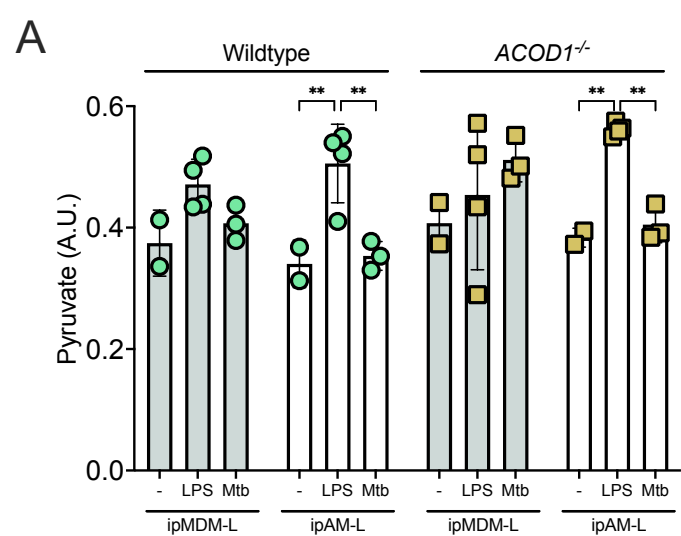 A
Wildtype
ACOD1-/-
** ** ** **
Pyruvate (A.U.)
0.6
0.4
0.2
0.0
- LPS Mtb - LPS Mtb - LPS Mtb - LPS Mtb
ipMDM-L ipAM-L ipMDM-L ipAM-L